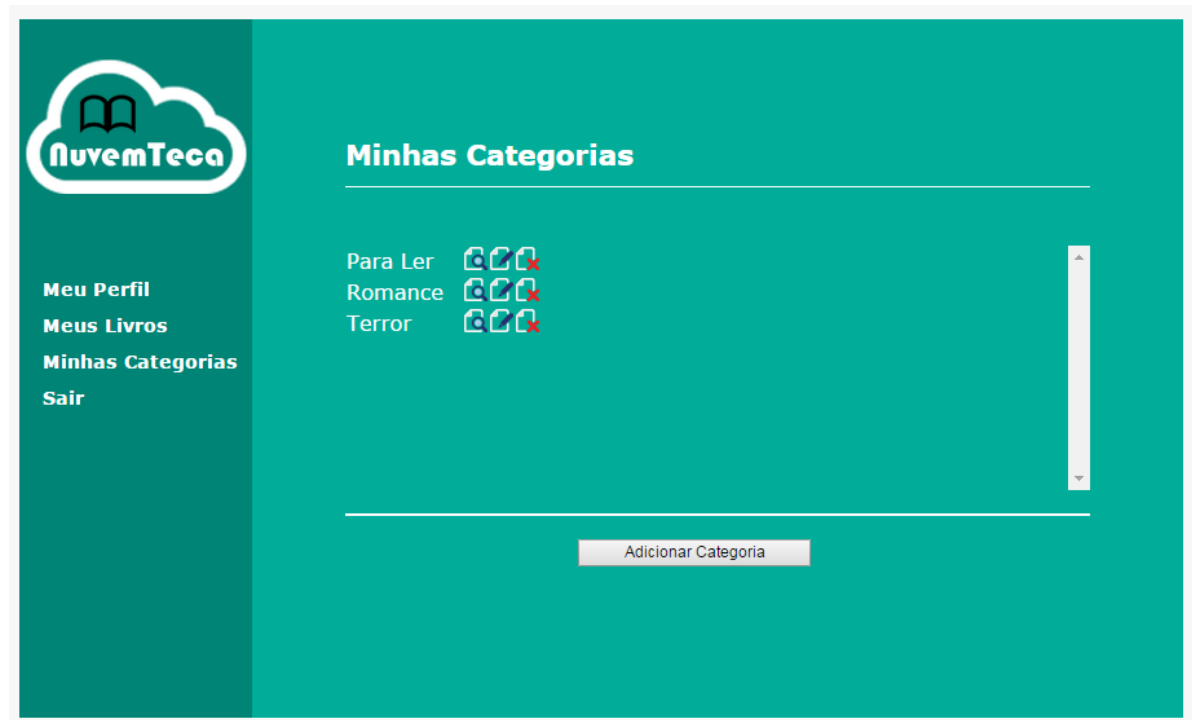 NuvemTeca
Meu Perfil
Meus Livros
Minhas Categorias
Sair
Minhas Categorias
Para Ler
Romance
Terror
Adicionar Categoria